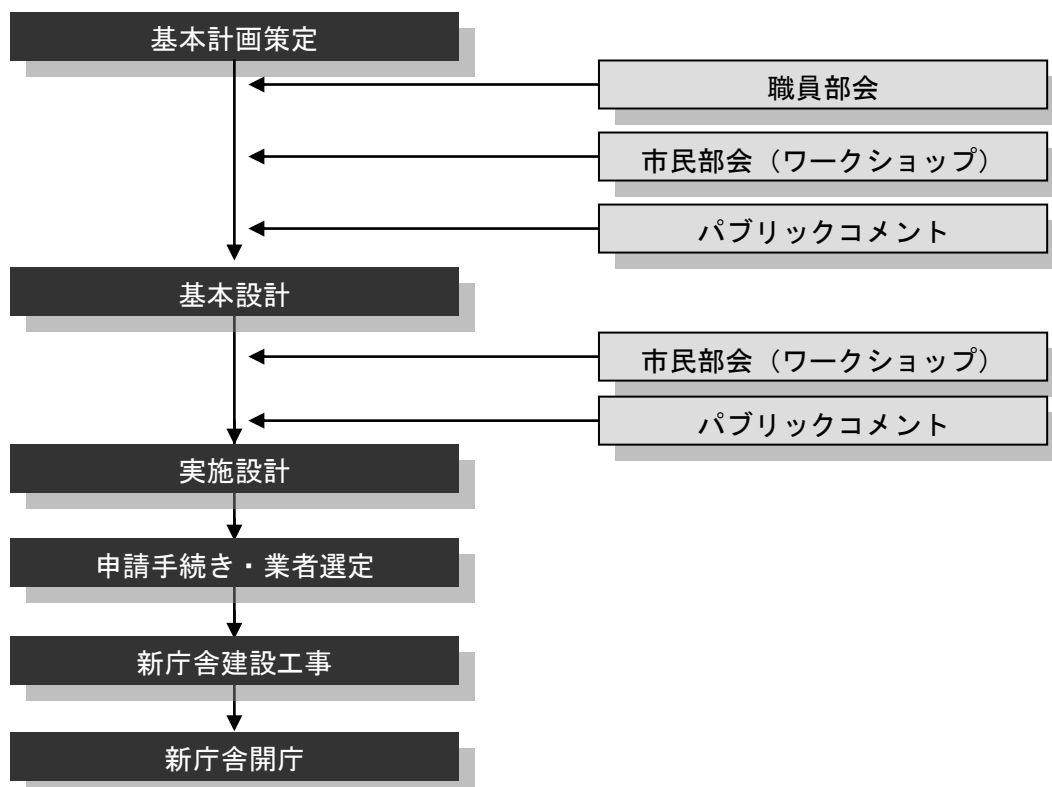 基本計画策定
職員部会
市民部会（ワークショップ）
パブリックコメント
基本設計
市民部会（ワークショップ）
パブリックコメント
実施設計
申請手続き・業者選定
新庁舎建設工事
新庁舎開庁